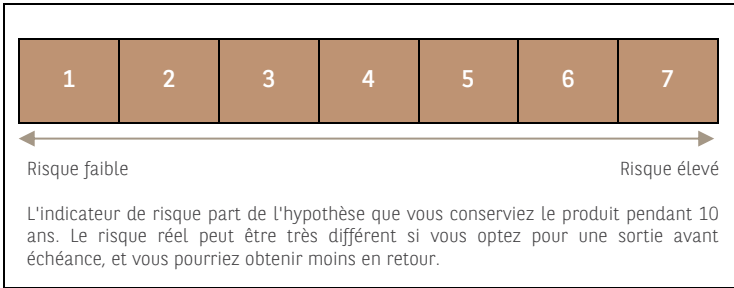 1 2 3 4 5 6 7
Risque faible Risque élevé
L'indicateur de risque part de l'hypothèse que vous conserviez le produit pendant 10
ans. Le risque réel peut être très différent si vous optez pour une sortie avant
échéance, et vous pourriez obtenir moins en retour.